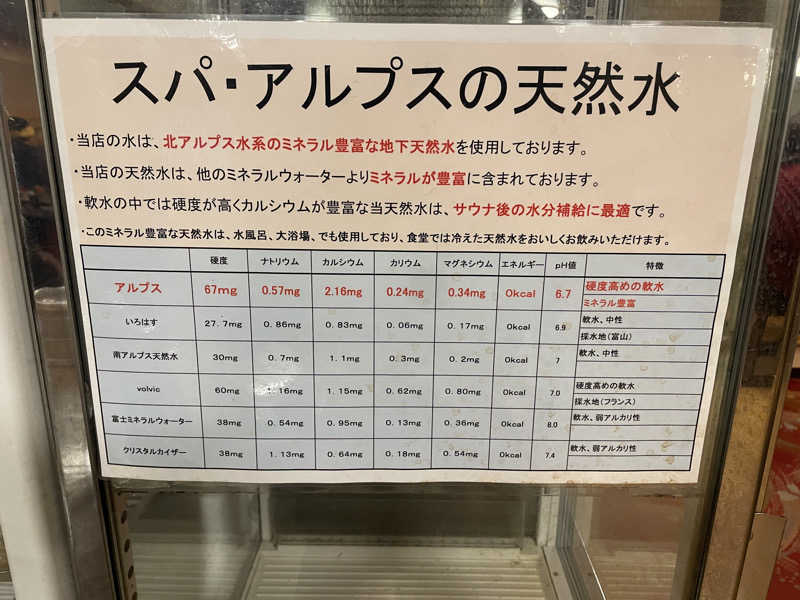 スパ・アルプスの天然水
・当店の水は、北アルプス水系のミネラル豊富な地下天然水を使用しております。
・当店の天然水は、他のミネラルウォーターよりミネラルが豊富に含まれております。
・軟水の中では硬度が高くカルシウムが豊富な当天然水は、サウナ後の水分補給に最適です。
・このミネラル豊富な天然水は、水風呂、大浴場、でも使用しており、食堂では冷えた天然水をおいしくお飲みいただけます。
硬度 ナトリウム カルシウム カリウム マグネシウム エネルギー pH値 特徴
アルプス 67mg 0.57mg 2.16mg 0.24mg 0.34mg 0kcal 6.7 硬度高めの軟水
ミネラル豊富
いろはす 27.7mg 0.86mg 0.83mg 0.06mg 0.17mg 0kcal 6.9 軟水、中性
採水地(富山)
南アルプス天然水 30mg 0.7mg 1.1mg 0.3mg 0.2mg 0kcal 7 軟水、中性
volvic 60mg 1.16mg 1.15mg 0.62mg 0.80mg 0kcal 7.0 硬度高めの軟水
採水地(フランス)
富士ミネラルウォーター 38mg 0.54mg 0.95mg 0.13mg 0.36mg 0kcal 8.0 軟水、弱アルカリ性
クリスタルカイザー 38mg 1.13mg 0.64mg 0.18mg 0.54mg 0kcal 7.4 軟水、弱アルカリ性